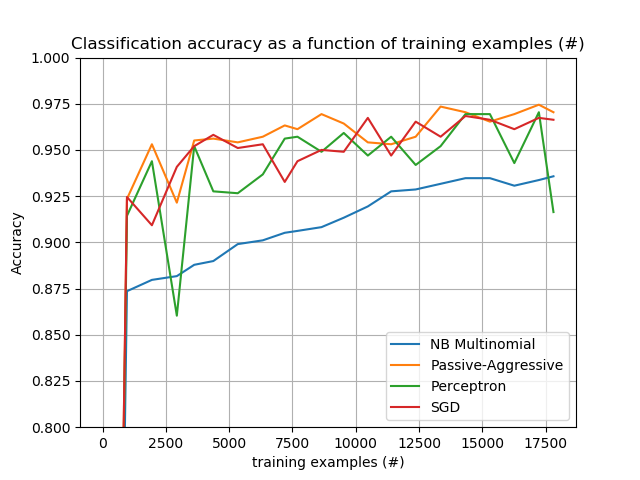 Classification accuracy as a function of training examples (#)
1.000
0.975
0.950
0.925
0.900
0.875
0.850
0.825
0.800
Accuracy
NB Multinomial
Passive-Aggressive
Perceptron
SGD
0 2500 5000 7500 10000 12500 15000 17500
training examples (#)